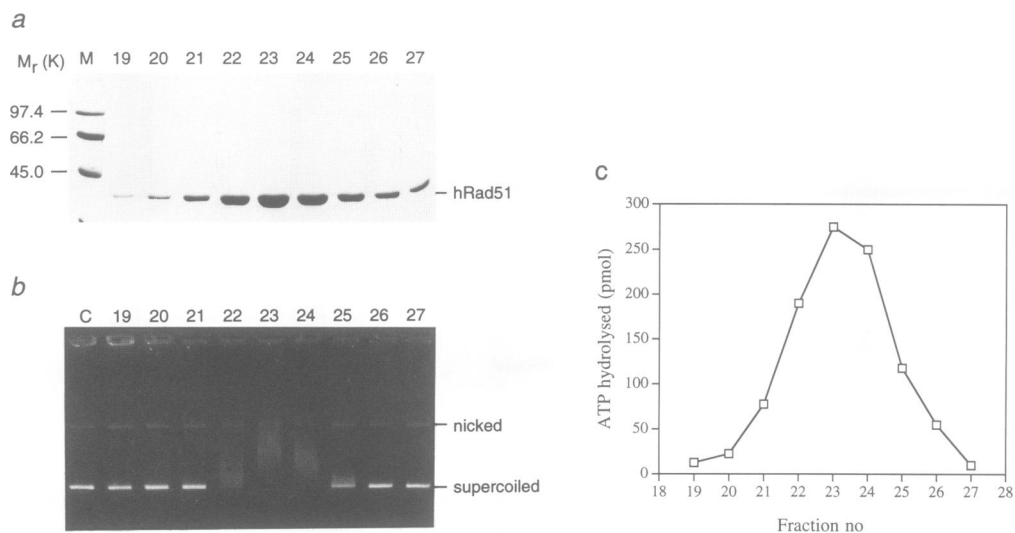 a
M_r (K) M 19 20 21 22 23 24 25 26 27
97.4
66.2
45.0
hRad51
b
C 19 20 21 22 23 24 25 26 27
nicked
supercoiled
c
300
250
200
150
100
50
0
18 19 20 21 22 23 24 25 26 27 28
ATP hydrolysed (pmol)
Fraction no